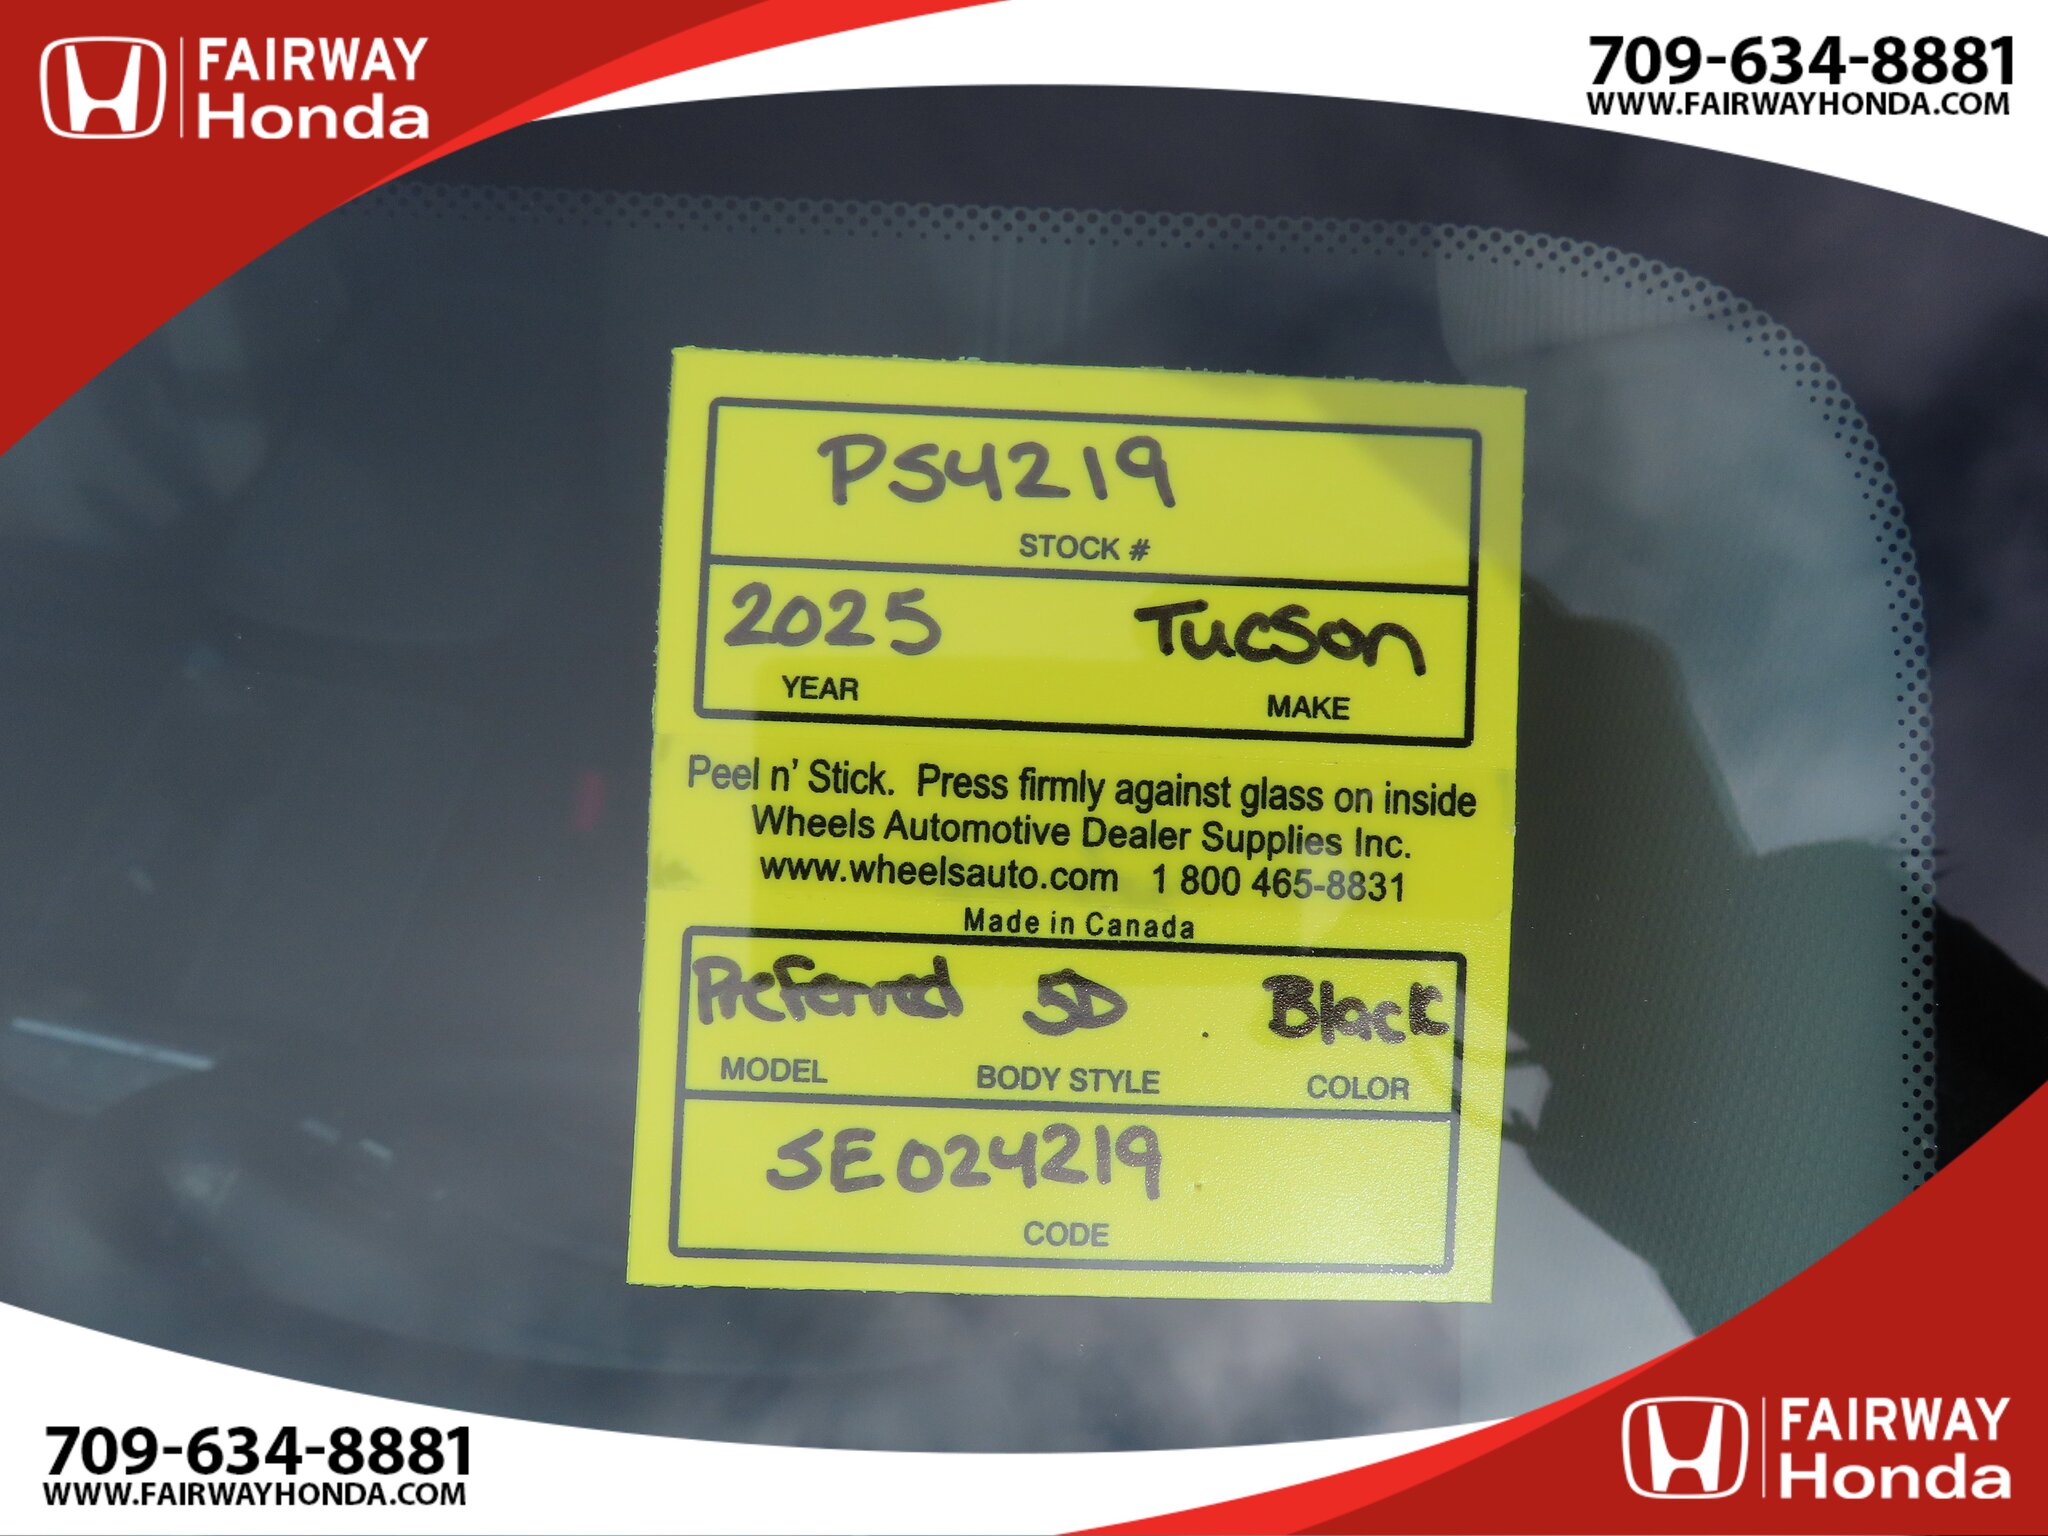 FAIRWAY
Honda
709-634-8881
WWW.FAIRWAYHONDA.COM
PS4219
STOCK #
2025 Tucson
YEAR MAKE
Peel n' Stick. Press firmly against glass on inside
Wheels Automotive Dealer Supplies Inc.
www.wheelsauto.com 1 800 465-8831
Made in Canada
Preferred 5D Black
MODEL BODY STYLE COLOR
SE024219
CODE
709-634-8881
WWW.FAIRWAYHONDA.COM
FAIRWAY
Honda